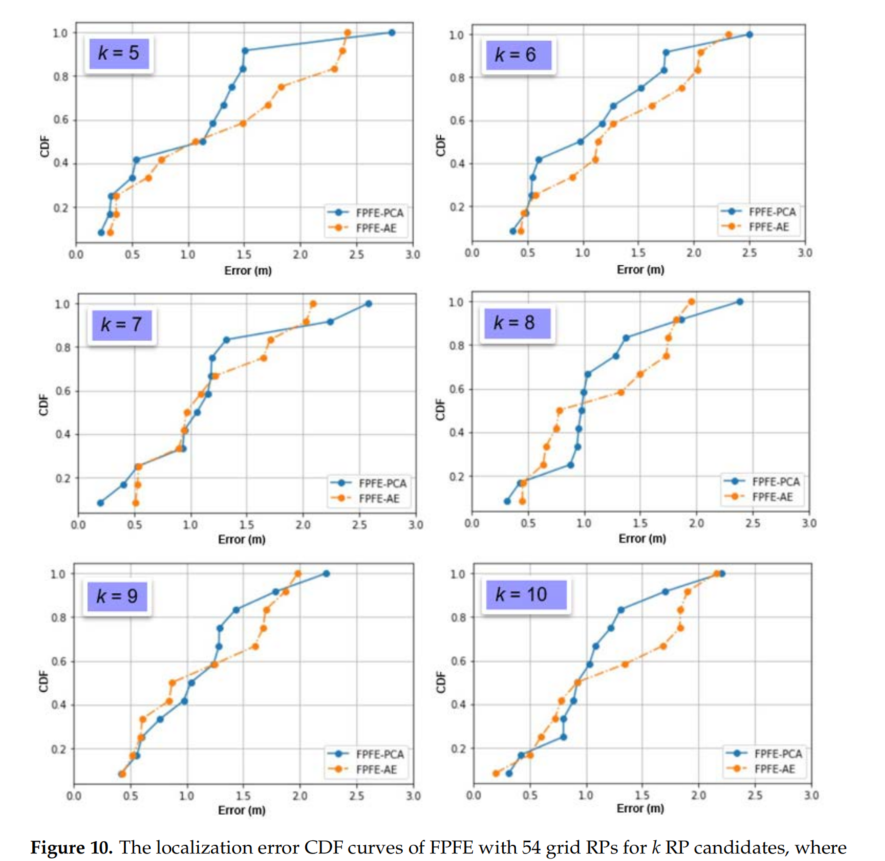 k = 5
CDF
1.0
0.8
0.6
0.4
0.2
FPFE-PCA
FPFE-AE
0.0 0.5 1.0 1.5 2.0 2.5 3.0
Error (m)
k = 6
CDF
1.0
0.8
0.6
0.4
0.2
FPFE-PCA
FPFE-AE
0.0 0.5 1.0 1.5 2.0 2.5 3.0
Error (m)
k = 7
CDF
1.0
0.8
0.6
0.4
0.2
FPFE-PCA
FPFE-AE
0.0 0.5 1.0 1.5 2.0 2.5 3.0
Error (m)
k = 8
CDF
1.0
0.8
0.6
0.4
0.2
FPFE-PCA
FPFE-AE
0.0 0.5 1.0 1.5 2.0 2.5 3.0
Error (m)
k = 9
CDF
1.0
0.8
0.6
0.4
0.2
FPFE-PCA
FPFE-AE
0.0 0.5 1.0 1.5 2.0 2.5 3.0
Error (m)
k = 10
CDF
1.0
0.8
0.6
0.4
0.2
FPFE-PCA
FPFE-AE
0.0 0.5 1.0 1.5 2.0 2.5 3.0
Error (m)
Figure 10. The localization error CDF curves of FPFE with 54 grid RPs for k RP candidates, where